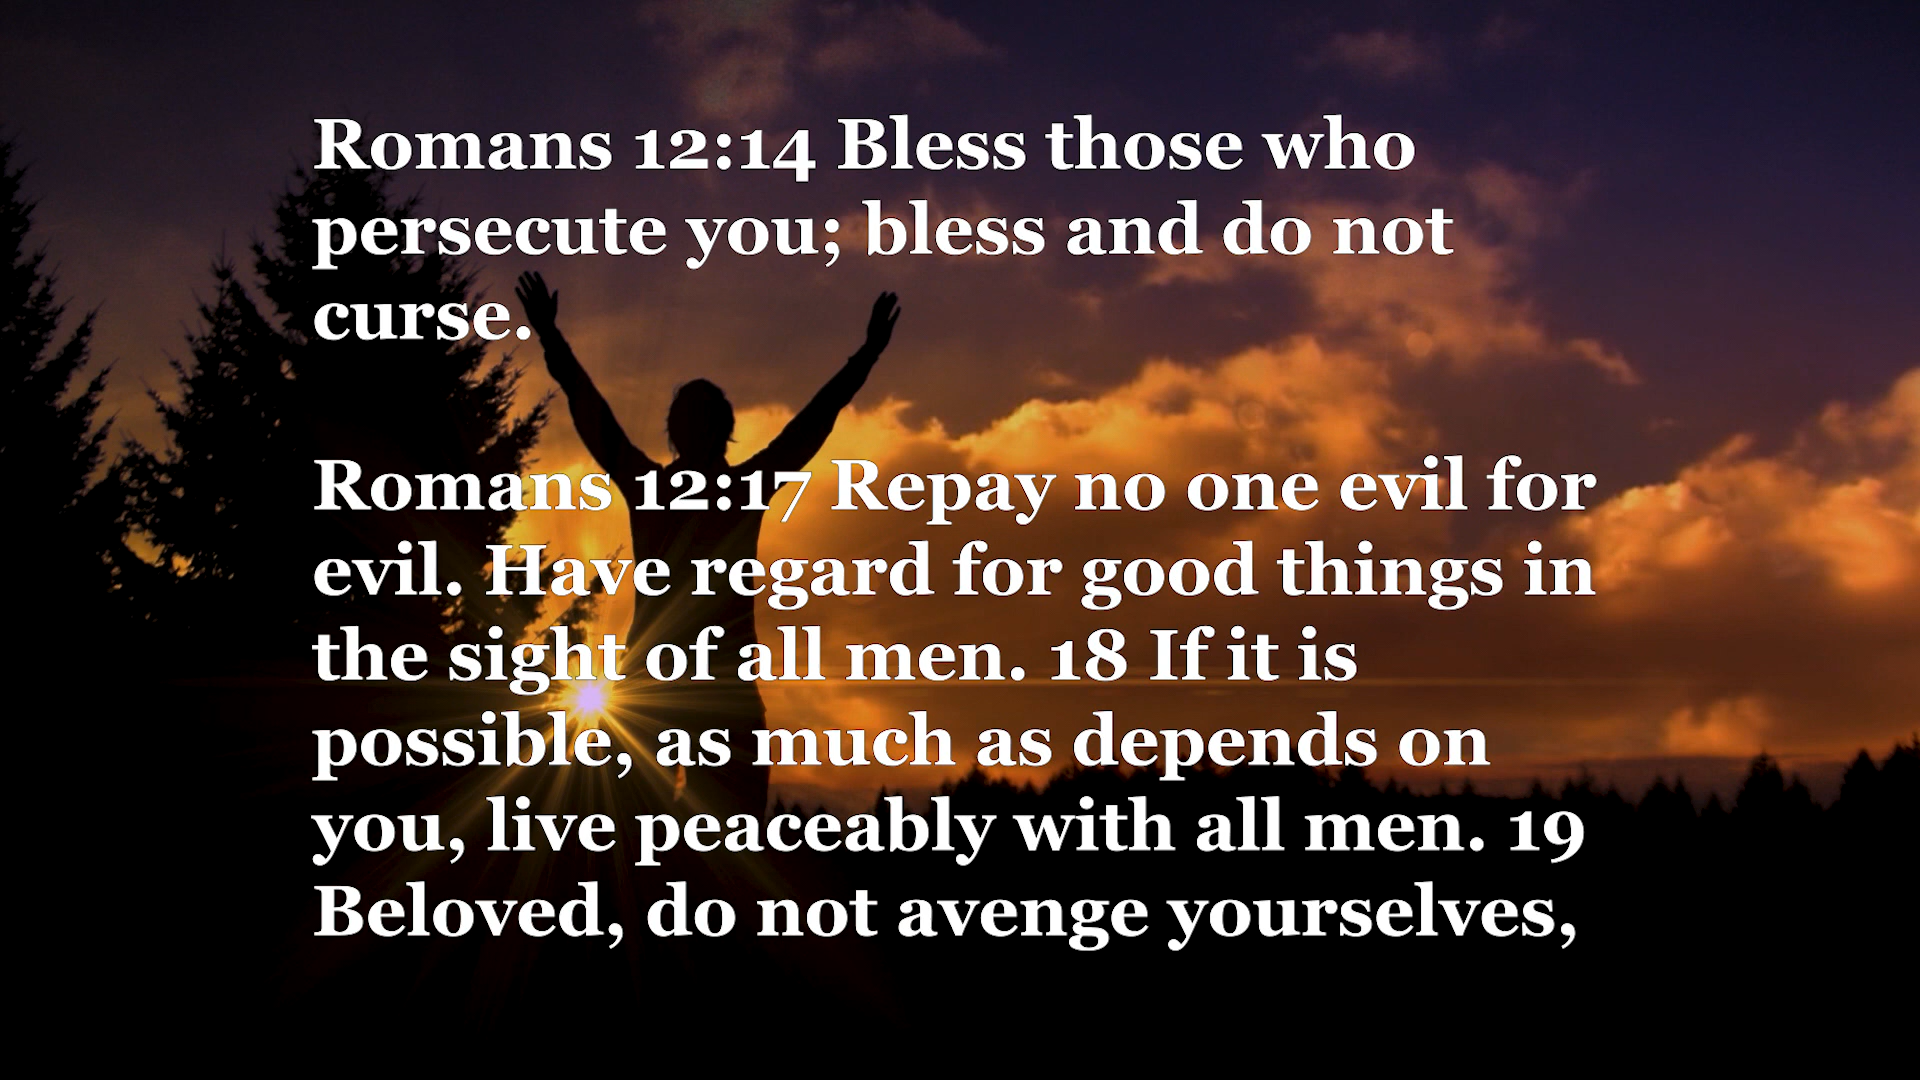 Romans 12:14 Bless those who
persecute you; bless and do not
curse.
Romans 12:17 Repay no one evil for
evil. Have regard for good things in
the sight of all men. 18 If it is
possible, as much as depends on
you, live peaceably with all men. 19
Beloved, do not avenge yourselves,